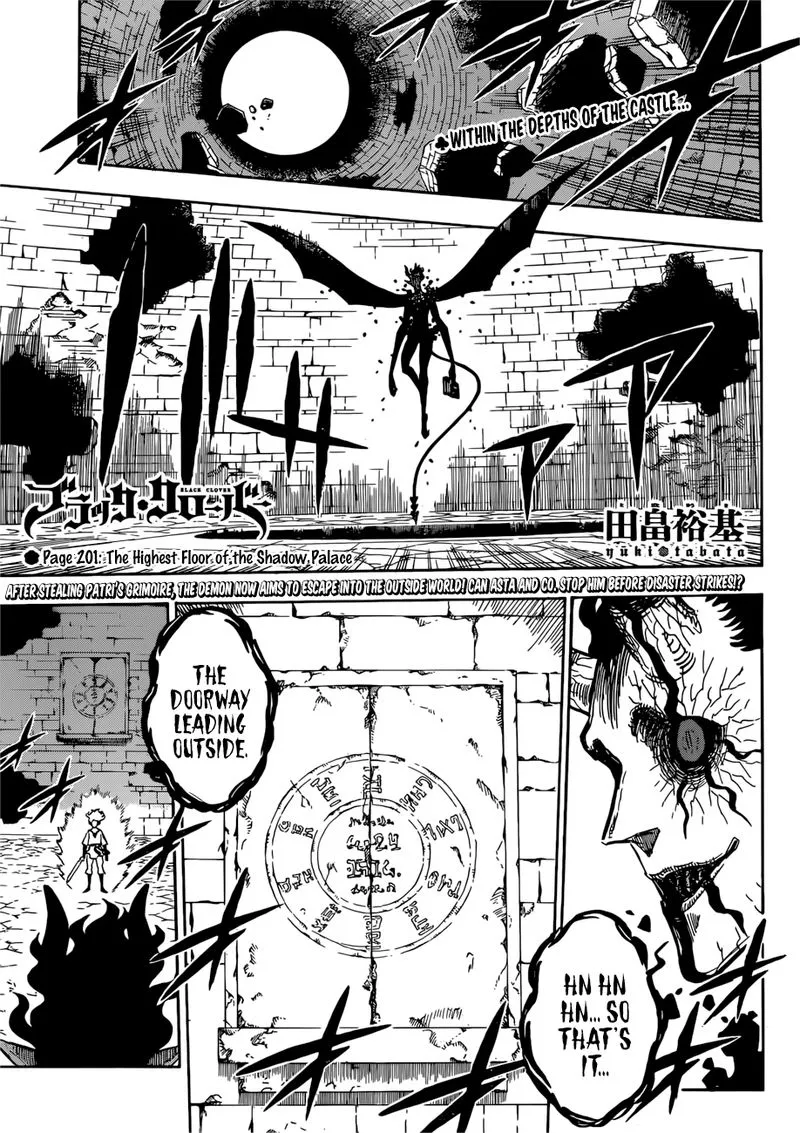 ♣WITHIN THE DEPTHS OF THE CASTLE...
BLACK CLOVER
ブラッククローバー
田畠裕基
yūki tabata
Page 201: The Highest Floor of the Shadow Palace
AFTER STEALING PATRI'S GRIMOIRE, THE DEMON NOW AIMS TO ESCAPE INTO THE OUTSIDE WORLD! CAN ASTA AND CO. STOP HIM BEFORE DISASTER STRIKES!?
HN HN
HN... SO
THAT'S
IT...
THE
DOORWAY
LEADING
OUTSIDE.